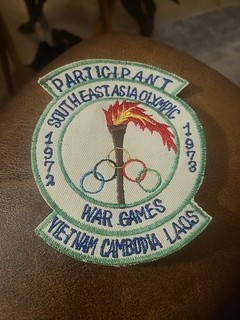 PARTICIPANT
SOUTHEAST ASIA OLYMPIC
1972
1973
WAR GAMES
VIETNAM CAMBODIA LAOS